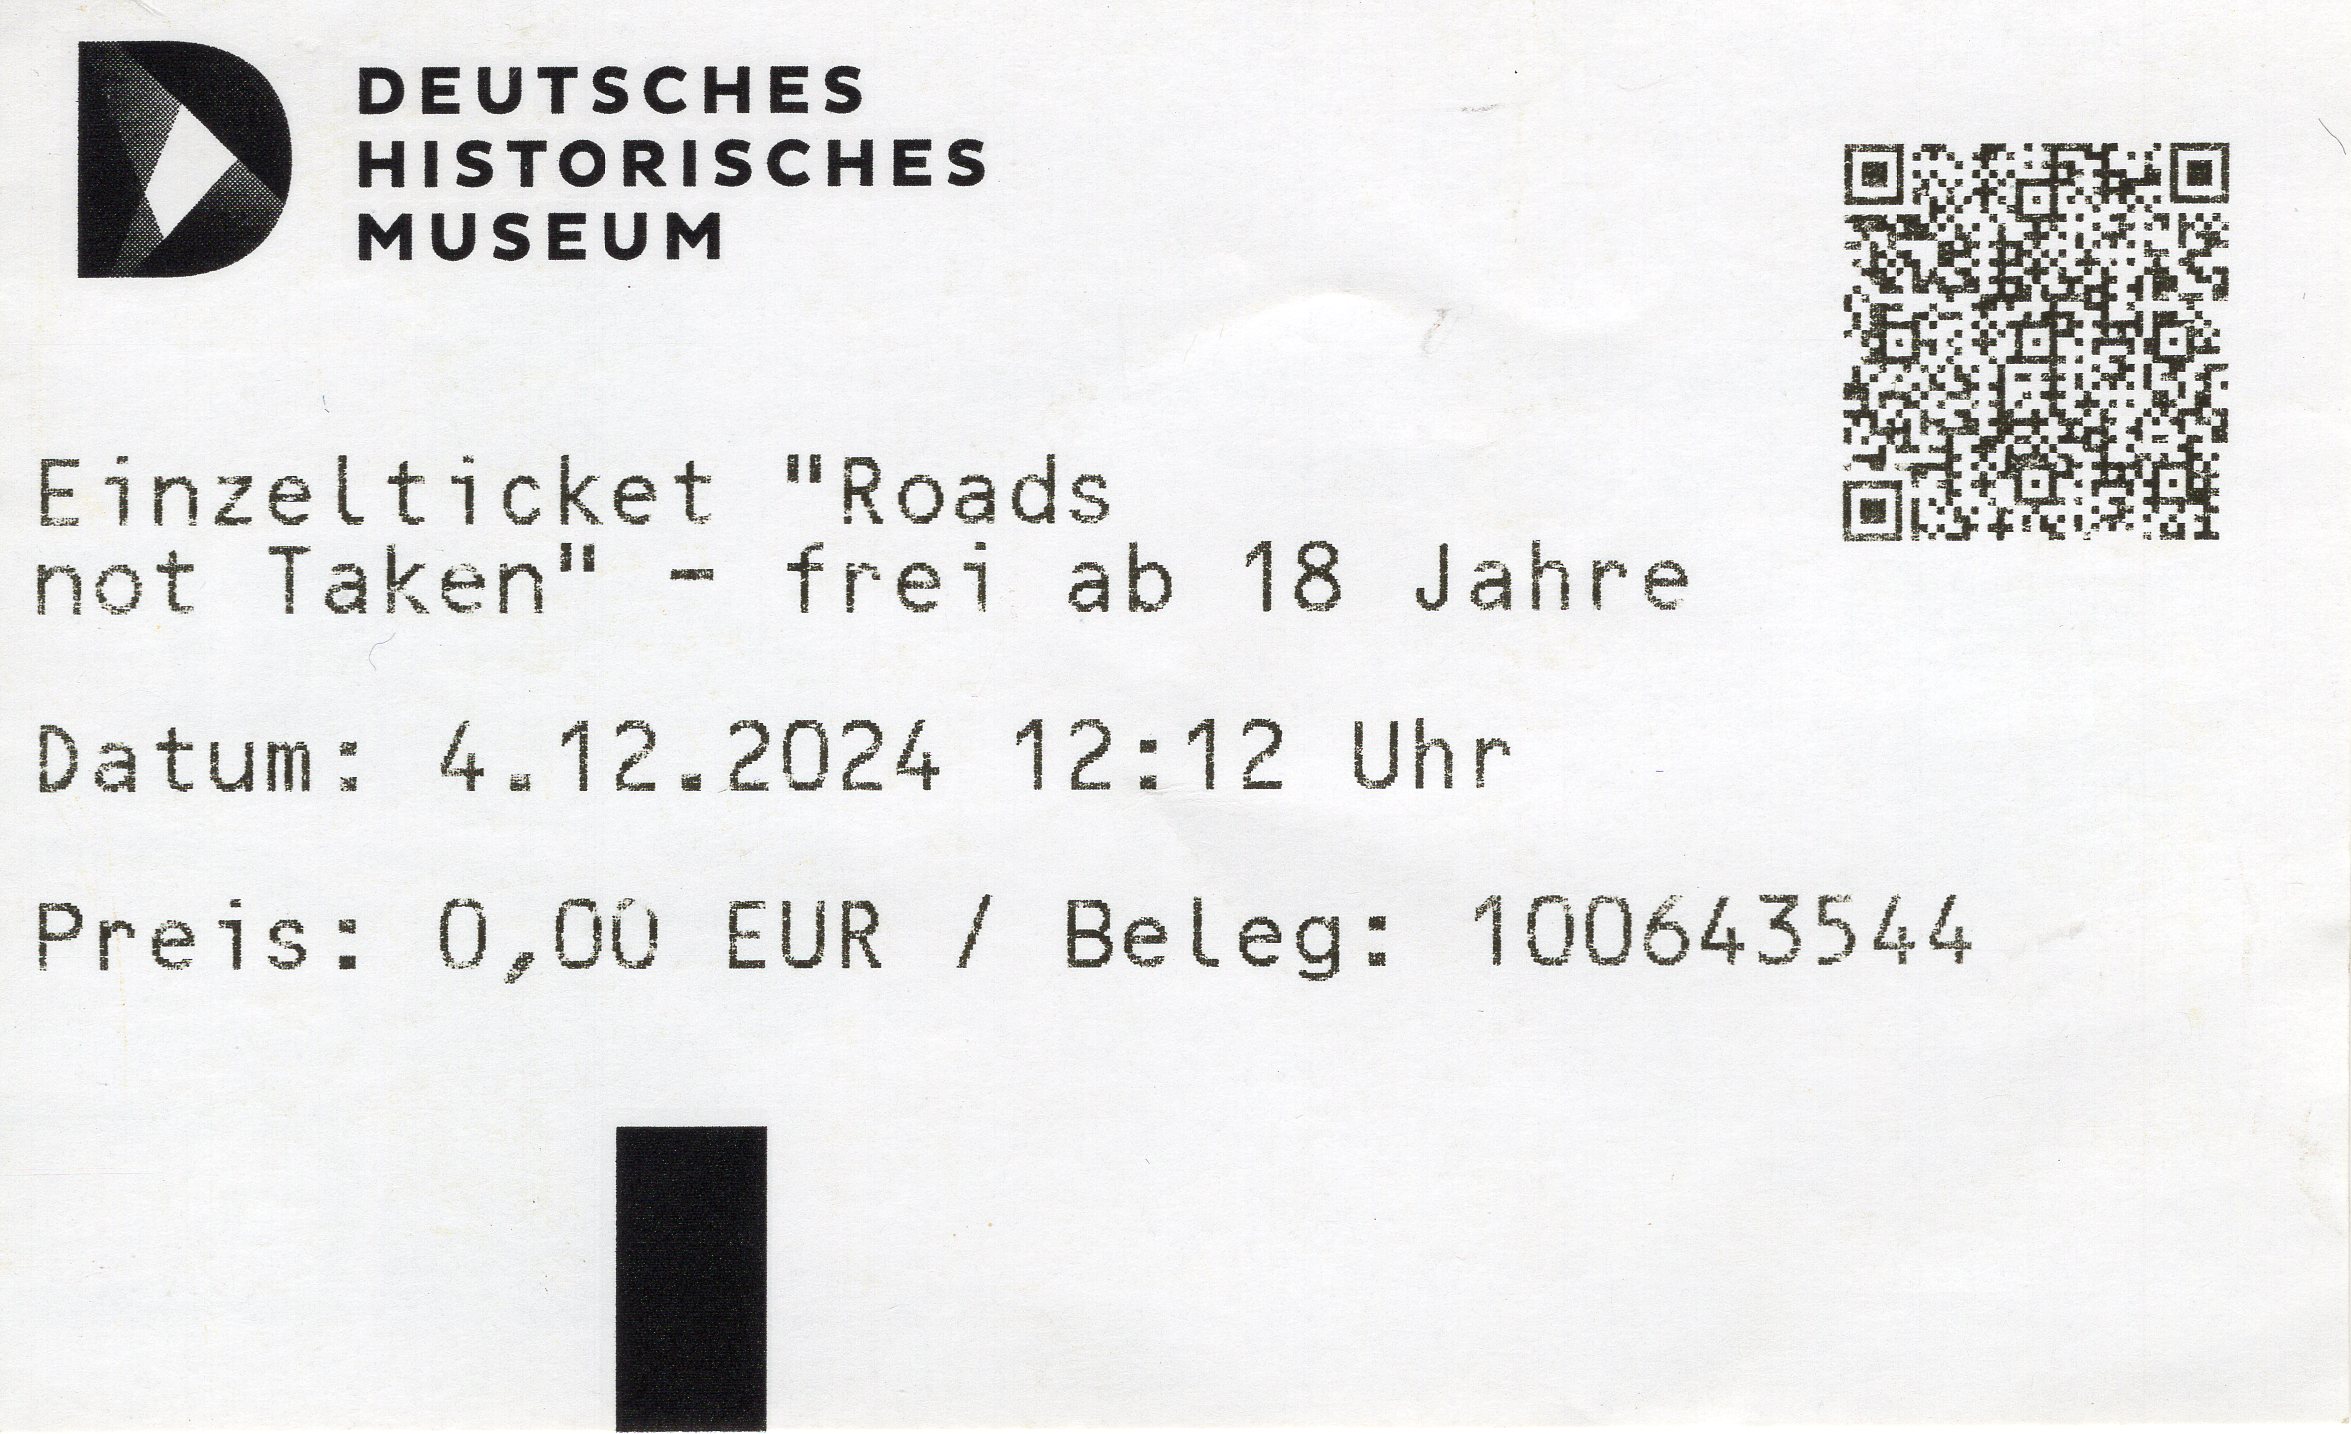 DEUTSCHES
HISTORISCHES
MUSEUM
Einzelticket "Roads
not Taken" - frei ab 18 Jahre
Datum: 4.12.2024 12:12 Uhr
Preis: 0,00 EUR / Beleg: 100643544